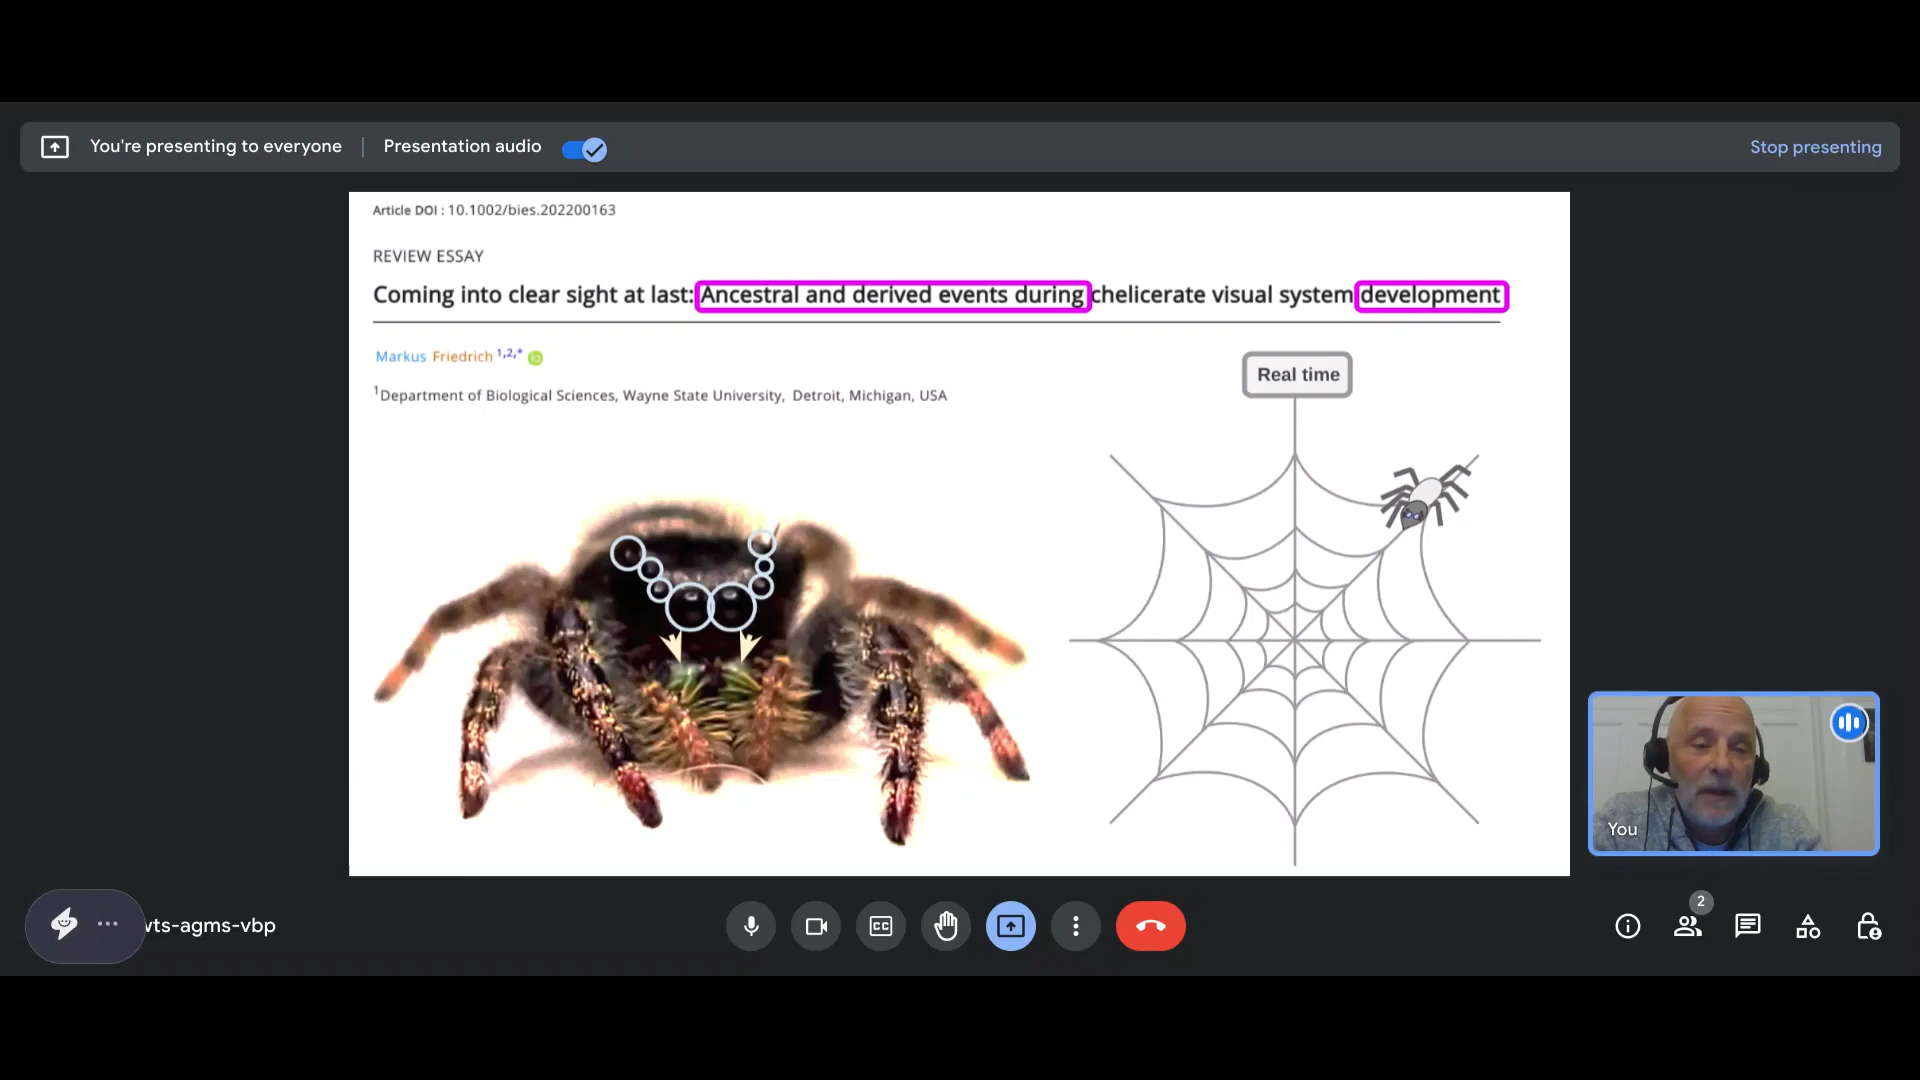 You're presenting to everyone
Presentation audio
Stop presenting
Article DOI : 10.1002/bies.202200163
REVIEW ESSAY
Coming into clear sight at last: Ancestral and derived events during chelicerate visual system development
Markus Friedrich 1,2,*
1Department of Biological Sciences, Wayne State University, Detroit, Michigan, USA
Real time
You
vts-agms-vbp
CC
2